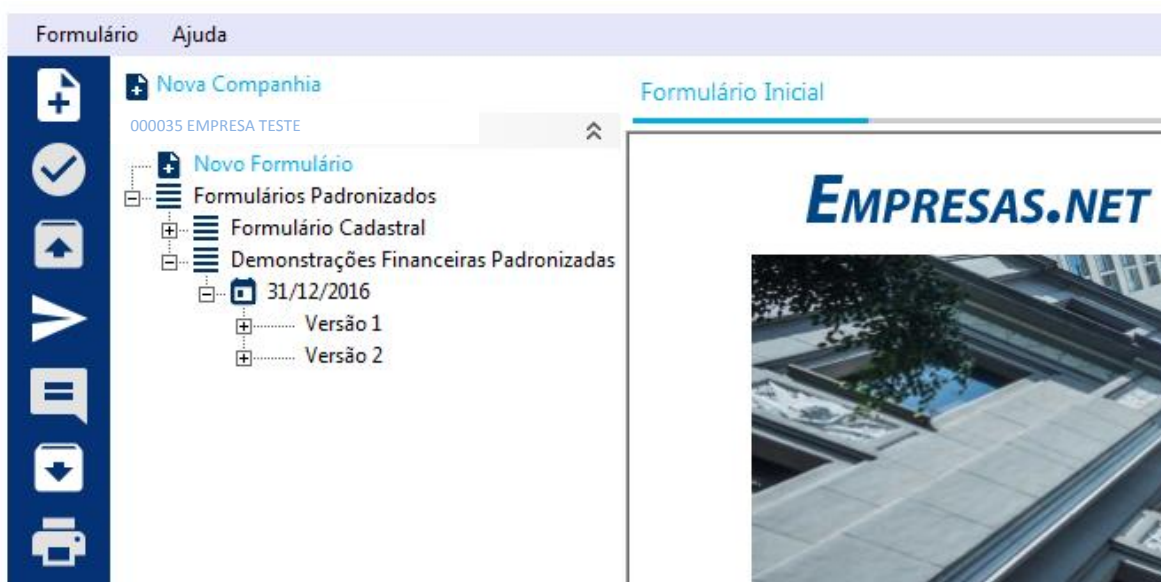 Formulário Ajuda
Nova Companhia
000035 EMPRESA TESTE
Novo Formulário
Formulários Padronizados
Formulário Cadastral
Demonstrações Financeiras Padronizadas
31/12/2016
Versão 1
Versão 2
Formulário Inicial
EMPRESAS.NET